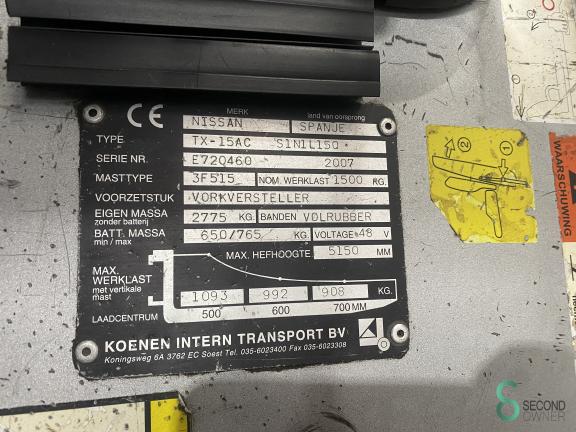 CE MERK land van oorsprong
NISSAN SPANJE
TYPE TX-15AC S1N1L15Q
SERIE NR. E72Q460 2007
MASTTYPE 3F515 NOM. WERKLAST 1500 KG.
VOORZETSTUK VORKVERSTELLER
EIGEN MASSA 2775 KG. BANDEN VOLRUBBER
zonder batterij
BATT. MASSA 650/765 KG. VOLTAGE 48 V
min / max
MAX. HEFHOOGTE 5150 MM
MAX.
WERKLAST
met vertikale
mast
1093 992 908 KG.
LAADCENTRUM 500 600 700 MM
KOENEN INTERN TRANSPORT BV
Koningsweg 6A 3762 EC Soest Tel. 035-6023400 Fax 035-6023308
2 1
WAARSCHUWING
SECOND
OWNER